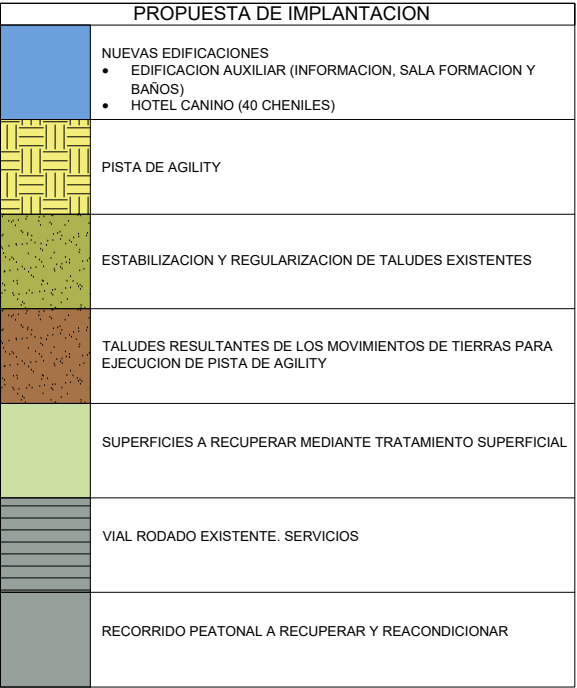 PROPUESTA DE IMPLANTACION
NUEVAS EDIFICACIONES
• EDIFICACION AUXILIAR (INFORMACION, SALA FORMACION Y
BAÑOS)
• HOTEL CANINO (40 CHENILES)
PISTA DE AGILITY
ESTABILIZACION Y REGULARIZACION DE TALUDES EXISTENTES
TALUDES RESULTANTES DE LOS MOVIMIENTOS DE TIERRAS PARA
EJECUCION DE PISTA DE AGILITY
SUPERFICIES A RECUPERAR MEDIANTE TRATAMIENTO SUPERFICIAL
VIAL RODADO EXISTENTE. SERVICIOS
RECORRIDO PEATONAL A RECUPERAR Y REACONDICIONAR